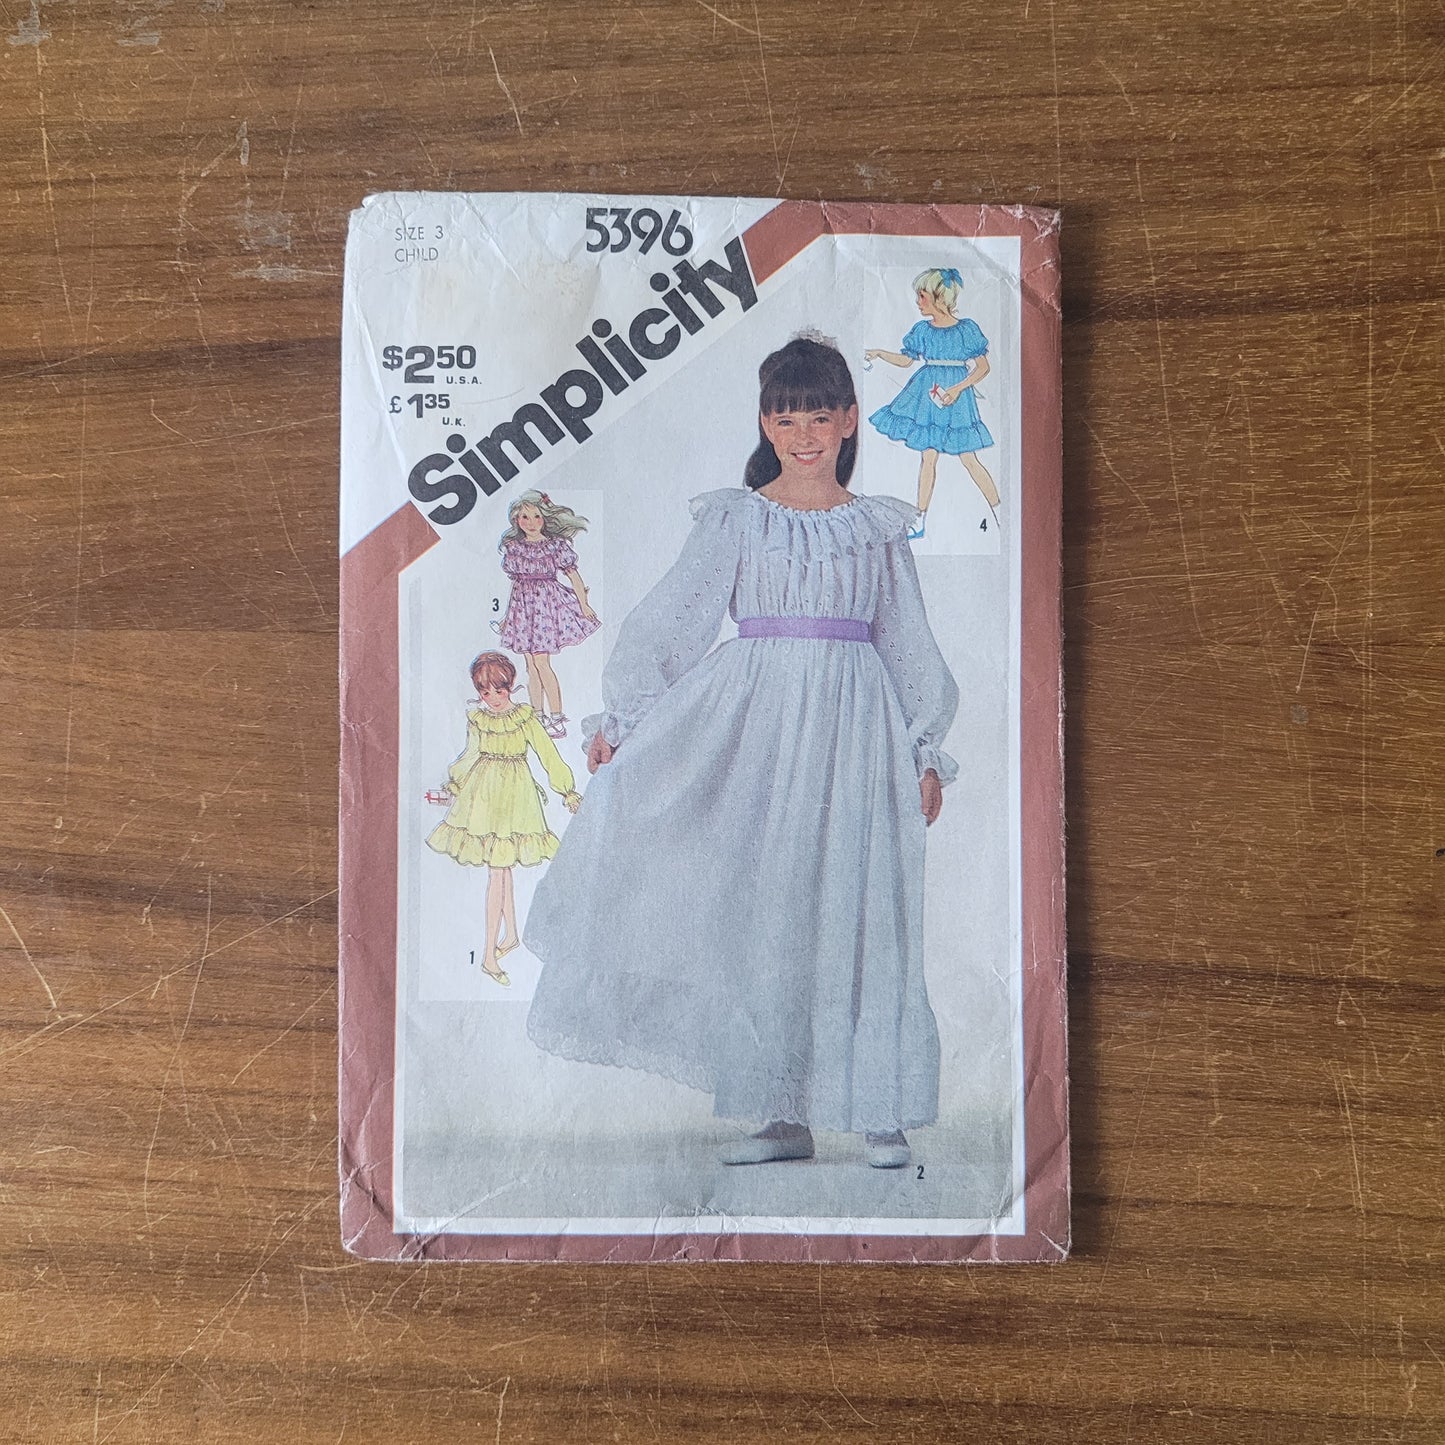 SIZE 3
CHILD
5396
Simplicity
$2.50
U.S.A.
£1.35
U.K.
4
3
1
2